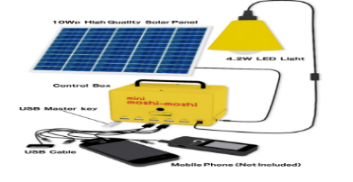 10Wp High Quality Solar Panel
4.2W LED Light
Control Box
mini
moshi-moshi
USB Master key
USB Cable
Mobile Phone (Not Included)